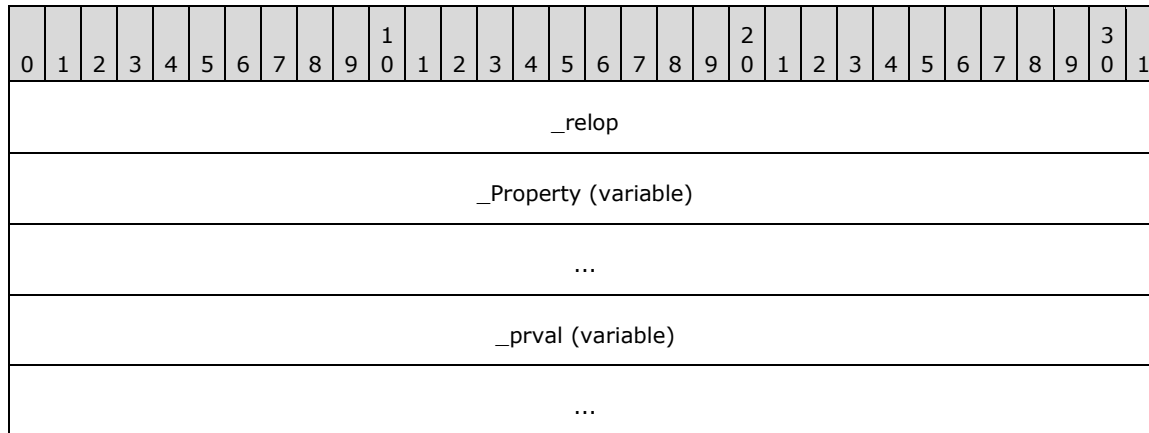 1 2 3
0 1 2 3 4 5 6 7 8 9 0 1 2 3 4 5 6 7 8 9 0 1 2 3 4 5 6 7 8 9 0 1
_relop
_Property (variable)
...
_prval (variable)
...